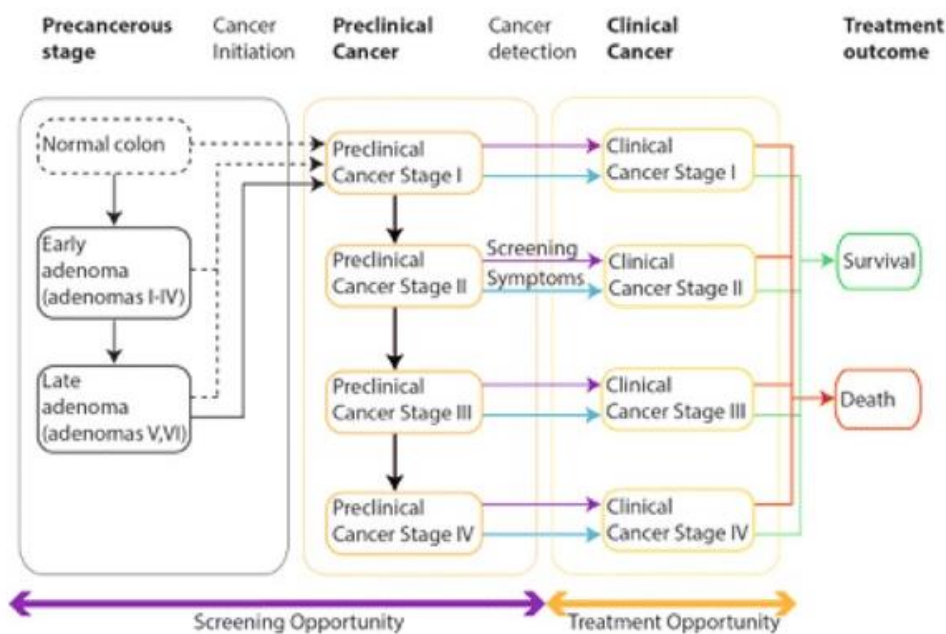 Precancerous stage
Cancer Initiation
Preclinical Cancer
Cancer detection
Clinical Cancer
Treatment outcome
Normal colon
Early
adenoma
(adenomas I-IV)
Late
adenoma
(adenomas V,VI)
Preclinical
Cancer Stage I
Preclinical
Cancer Stage II
Preclinical
Cancer Stage III
Preclinical
Cancer Stage IV
Screening
Symptoms
Clinical
Cancer Stage I
Clinical
Cancer Stage II
Clinical
Cancer Stage III
Clinical
Cancer Stage IV
Survival
Death
Screening Opportunity
Treatment Opportunity